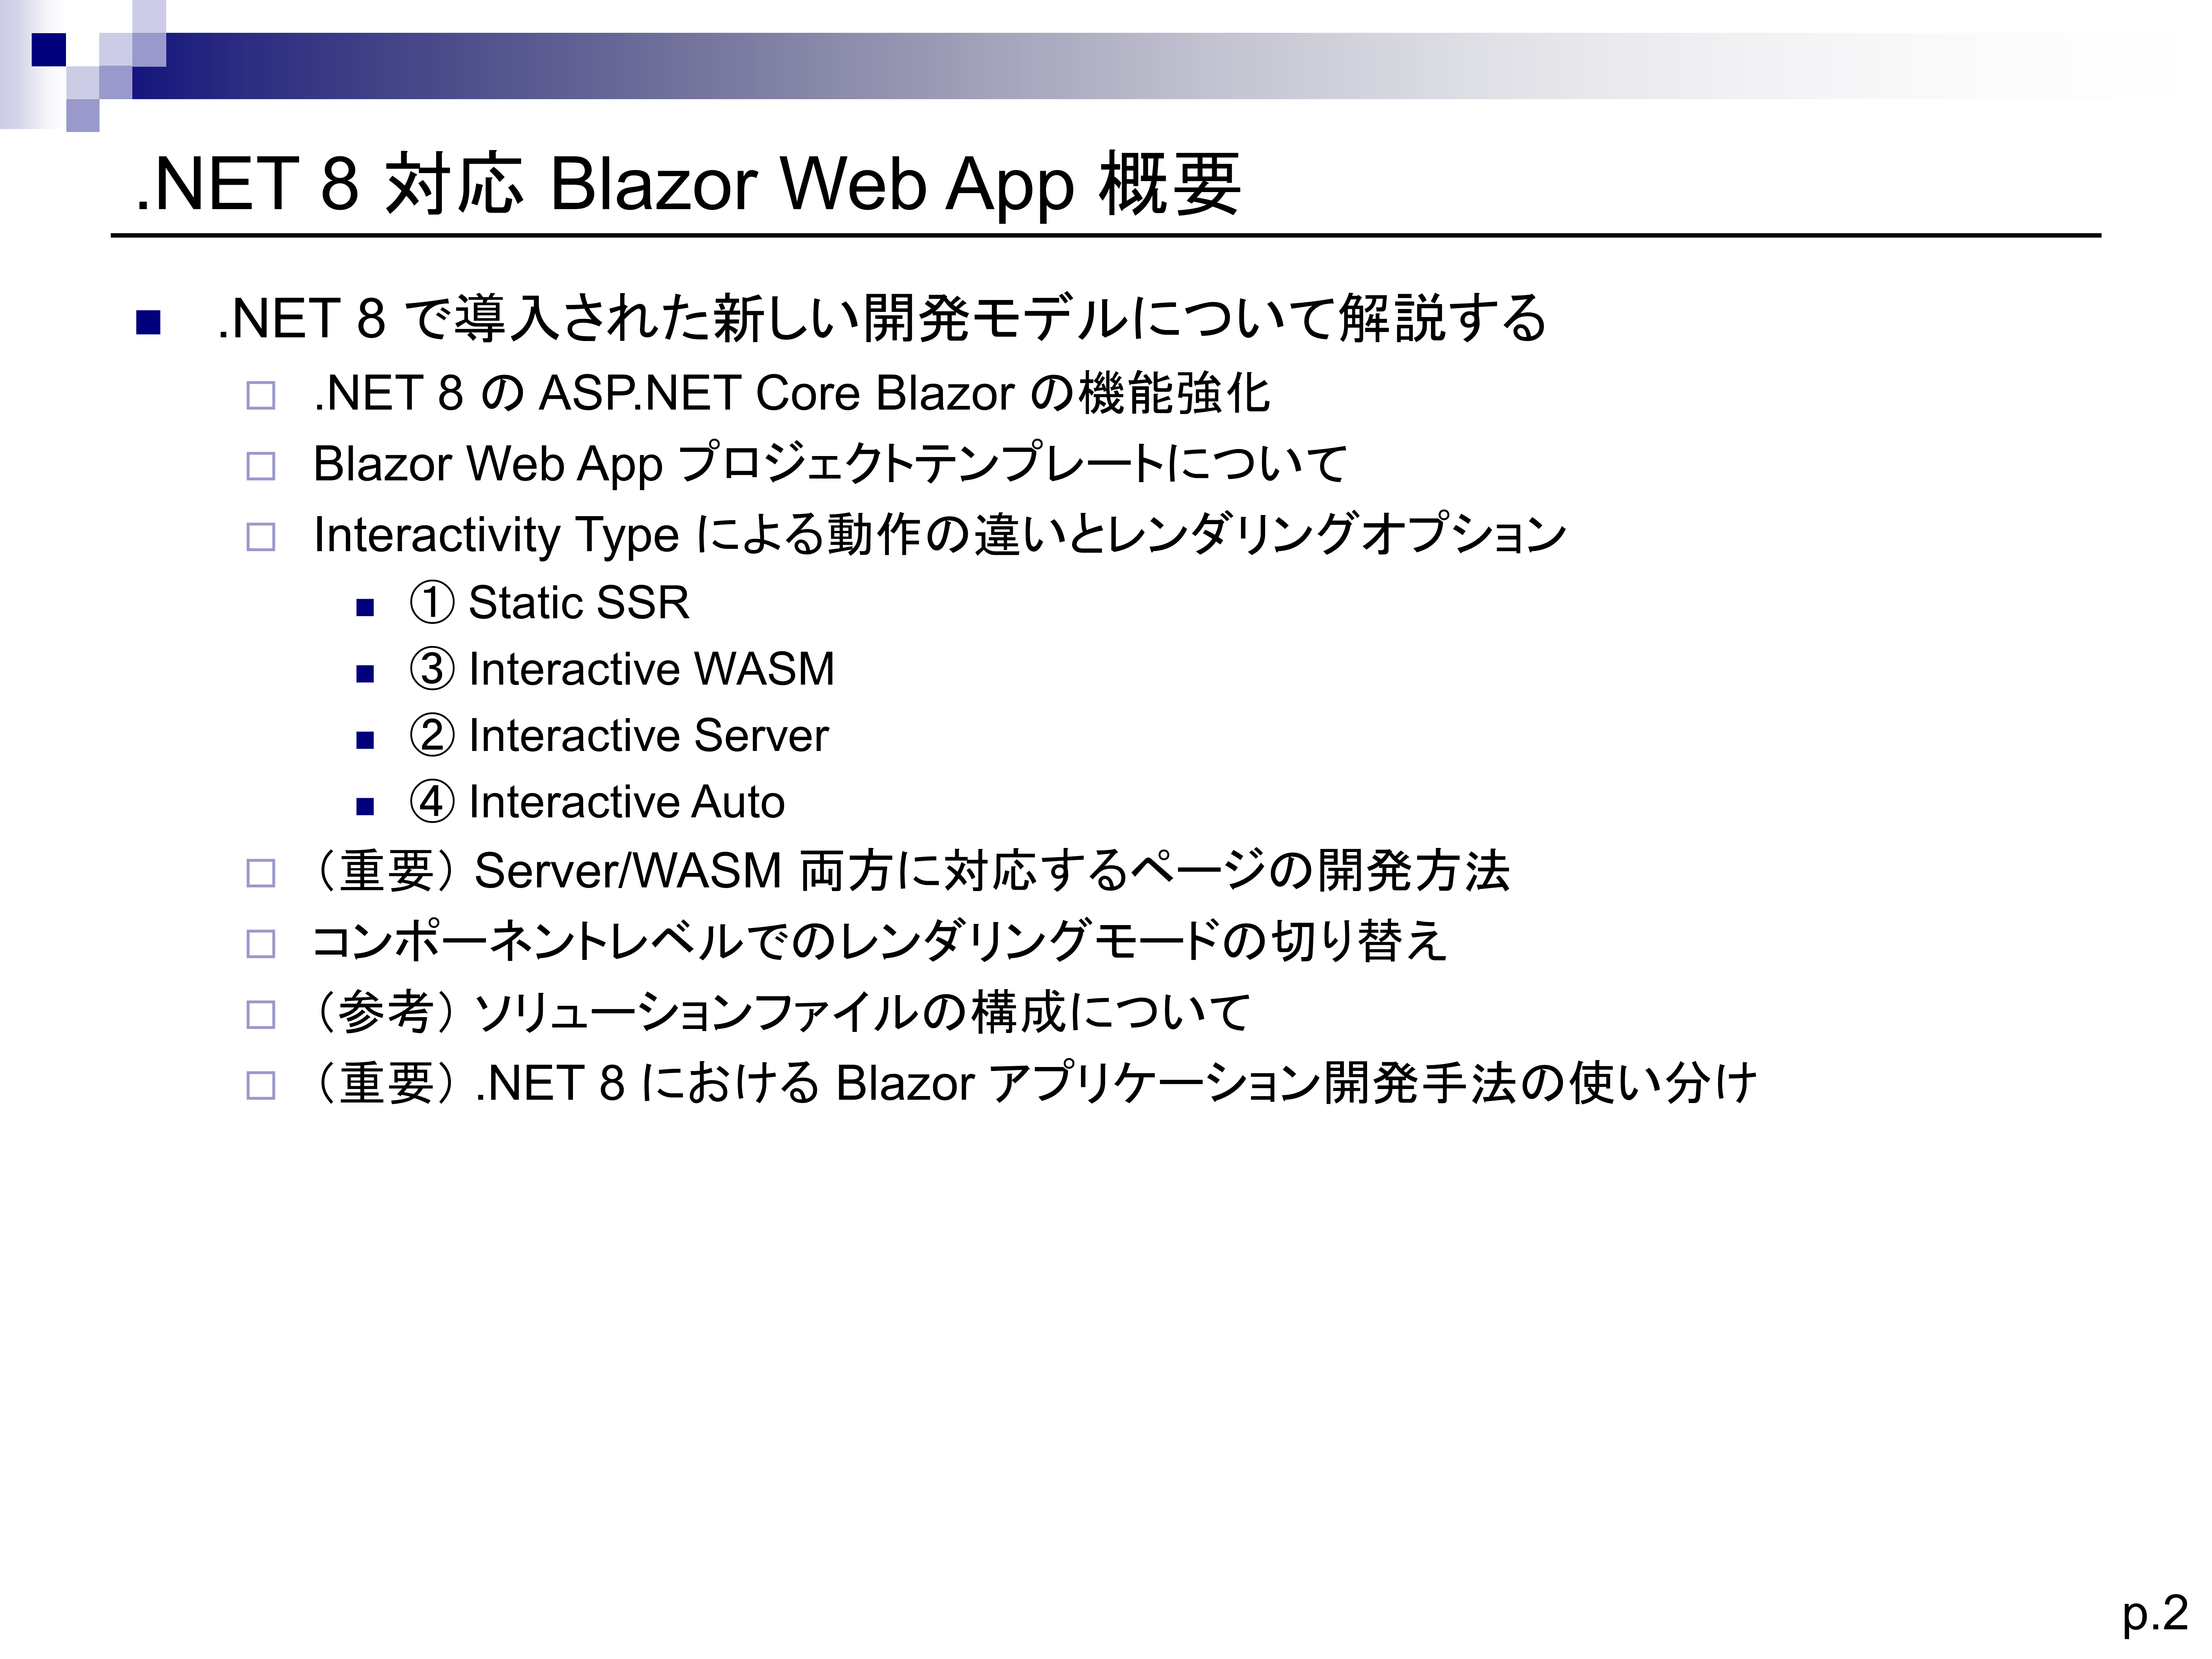 .NET 8 対応 Blazor Web App 概要
.NET 8 で導入された新しい開発モデルについて解説する
.NET 8 の ASP.NET Core Blazor の機能強化
Blazor Web App プロジェクトテンプレートについて
Interactivity Type による動作の違いとレンダリングオプション
① Static SSR
③ Interactive WASM
② Interactive Server
④ Interactive Auto
（重要） Server/WASM 両方に対応するページの開発方法
コンポーネントレベルでのレンダリングモードの切り替え
（参考） ソリューションファイルの構成について
（重要） .NET 8 における Blazor アプリケーション開発手法の使い分け
p.2